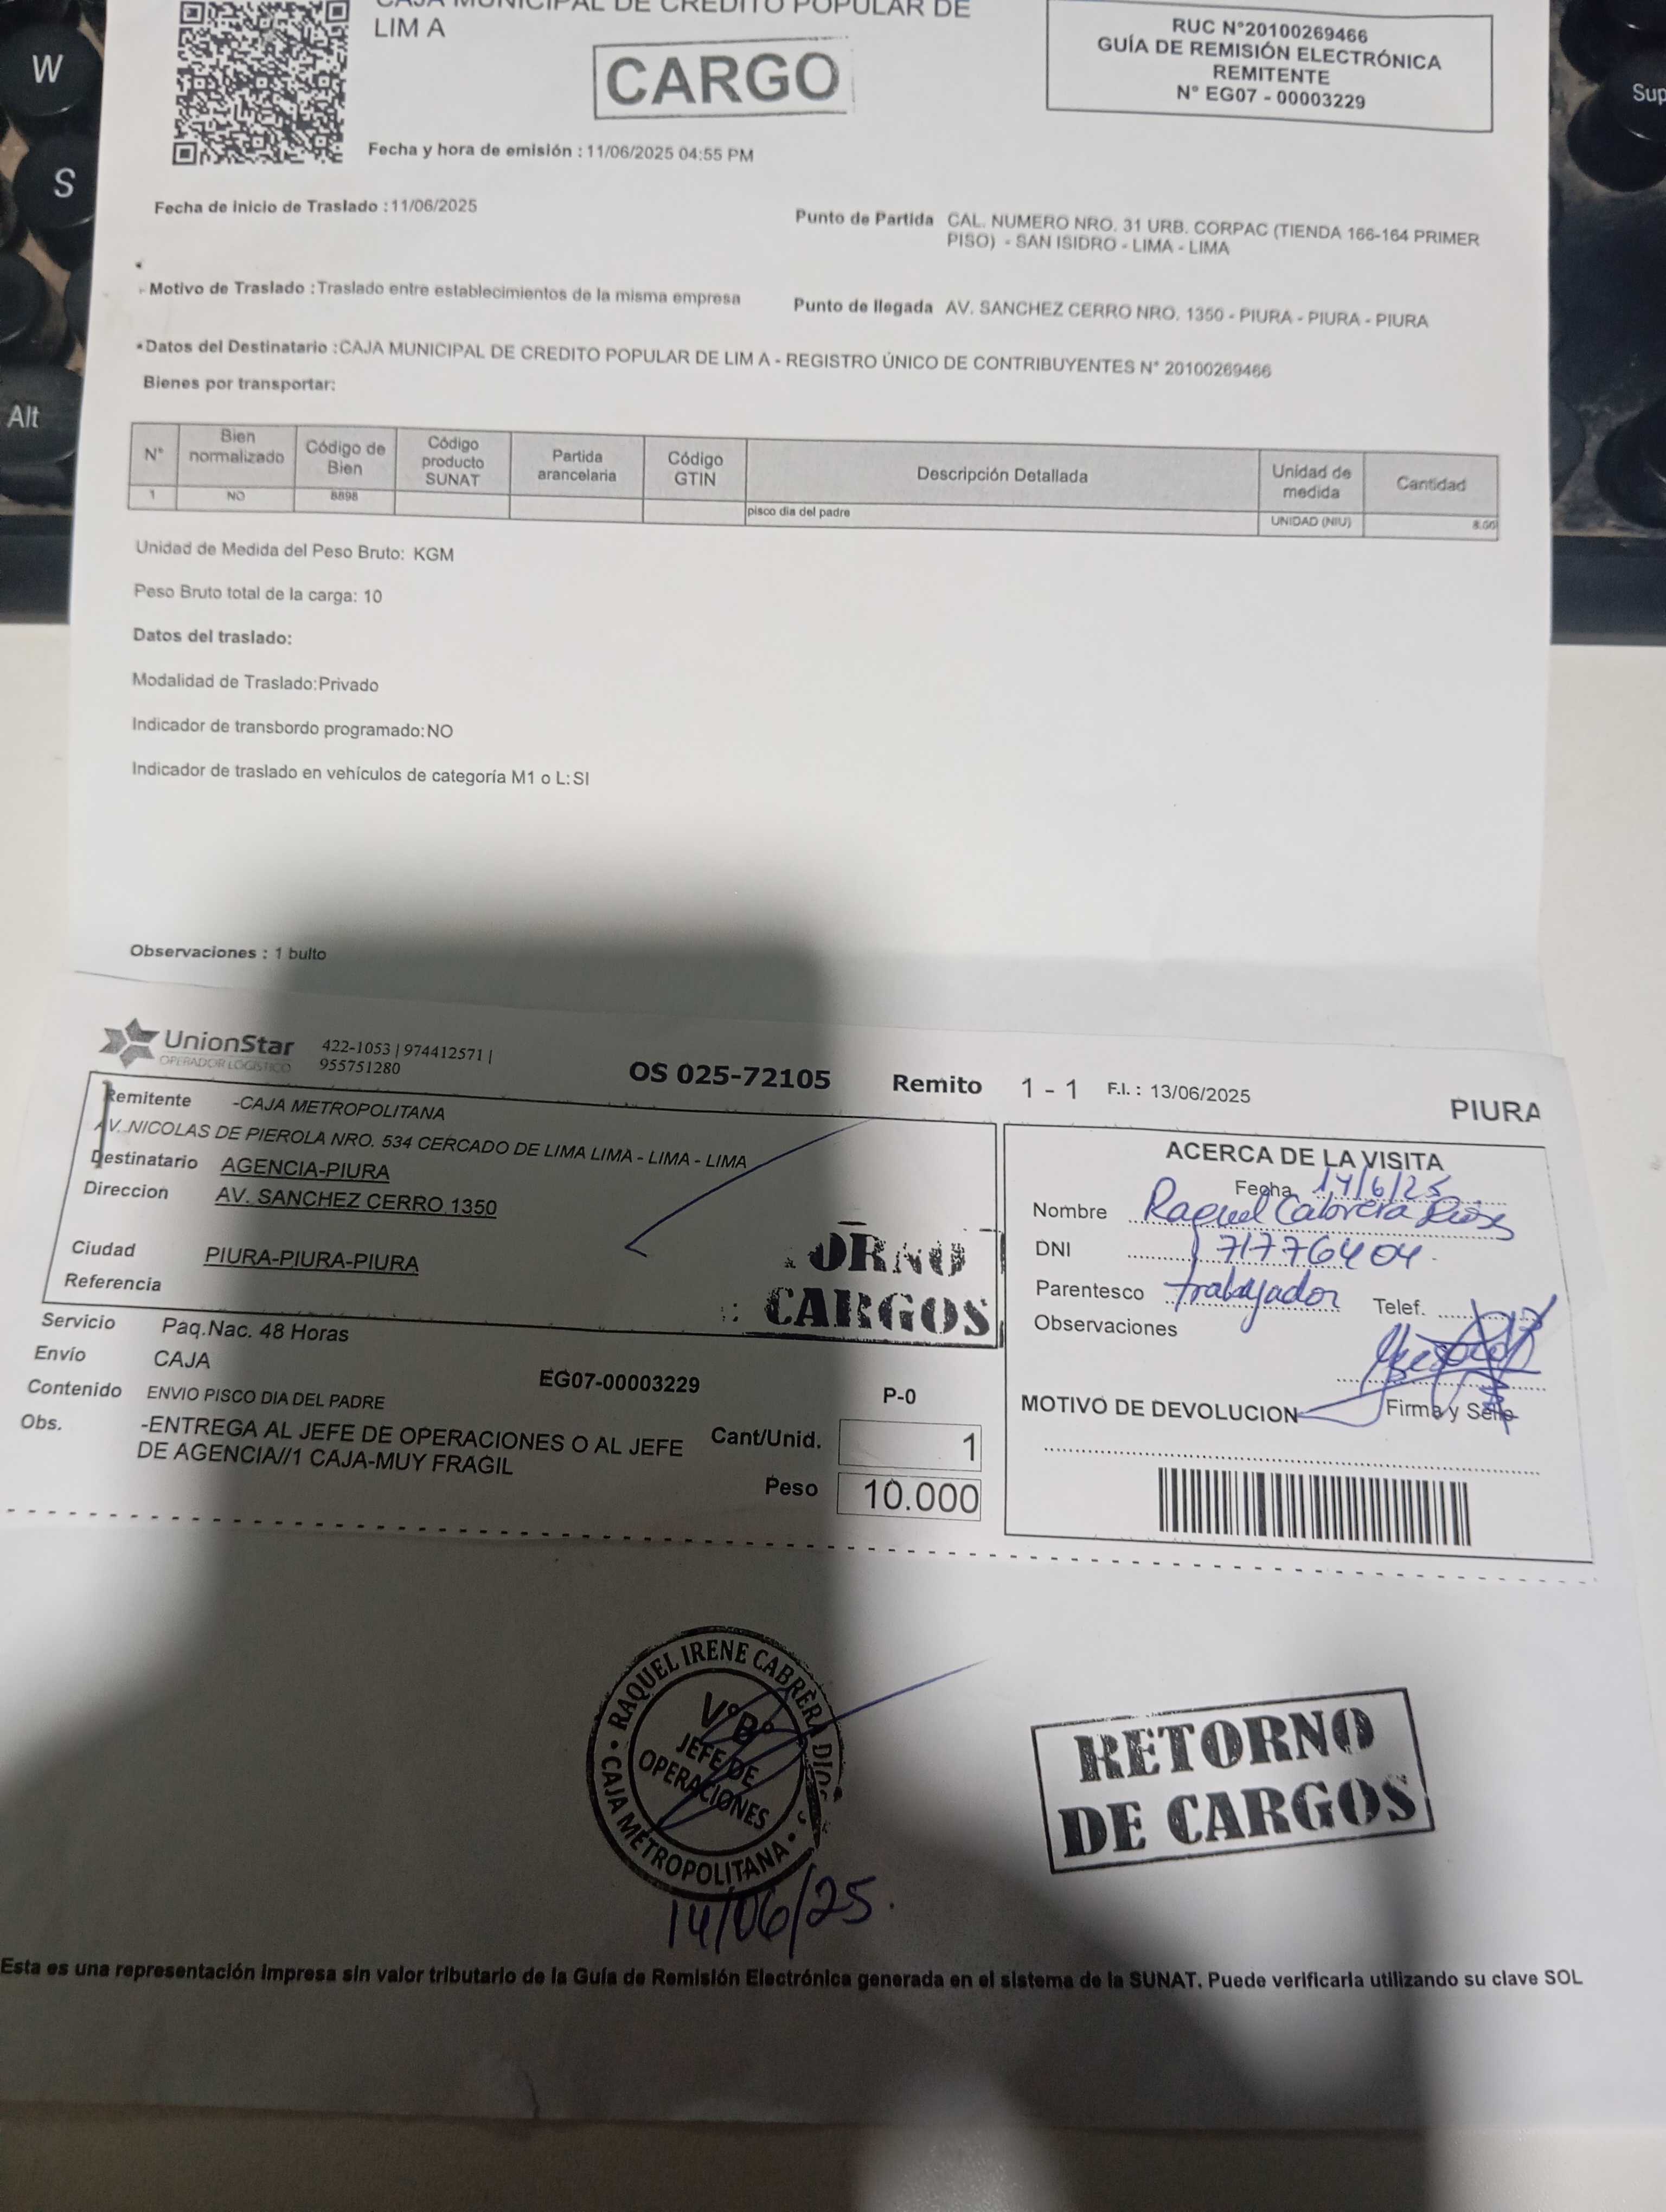 CAJA MUNICIPAL DE CREDITO POPULAR DE
LIM A
CARGO
RUC N°20100269466
GUÍA DE REMISIÓN ELECTRÓNICA
REMITENTE
N° EG07 - 00003229
Fecha y hora de emisión : 11/06/2025 04:55 PM
Fecha de inicio de Traslado : 11/06/2025
Punto de Partida CAL. NUMERO NRO. 31 URB. CORPAC (TIENDA 166-164 PRIMER
PISO) - SAN ISIDRO - LIMA - LIMA
Motivo de Traslado : Traslado entre establecimientos de la misma empresa
Punto de llegada AV. SANCHEZ CERRO NRO. 1350 - PIURA - PIURA - PIURA
Datos del Destinatario : CAJA MUNICIPAL DE CREDITO POPULAR DE LIM A - REGISTRO ÚNICO DE CONTRIBUYENTES N° 20100269466
Bienes por transportar:
N° Bien normalizado Código de Bien Código producto SUNAT Partida arancelaria Código GTIN Descripción Detallada Unidad de medida Cantidad
1 NO 8898 pisco dia del padre UNIDAD (NIU) 8.00
Unidad de Medida del Peso Bruto: KGM
Peso Bruto total de la carga: 10
Datos del traslado:
Modalidad de Traslado: Privado
Indicador de transbordo programado: NO
Indicador de traslado en vehículos de categoría M1 o L: SI
Observaciones : 1 bulto
UnionStar
OPERADOR LOGÍSTICO
422-1053 | 974412571 |
955751280
OS 025-72105 Remito 1 - 1 F.I. : 13/06/2025 PIURA
Remitente -CAJA METROPOLITANA
AV. NICOLAS DE PIEROLA NRO. 534 CERCADO DE LIMA LIMA - LIMA - LIMA
Destinatario AGENCIA-PIURA
Direccion AV. SANCHEZ CERRO 1350
Ciudad PIURA-PIURA-PIURA
Referencia
ORNO
CARGOS
Servicio Paq.Nac. 48 Horas
Envío CAJA
Contenido ENVIO PISCO DIA DEL PADRE
EG07-00003229 P-0
Obs. -ENTREGA AL JEFE DE OPERACIONES O AL JEFE
DE AGENCIA//1 CAJA-MUY FRAGIL
Cant/Unid. 1
Peso 10.000
ACERCA DE LA VISITA
Fecha 14/6/25
Nombre Raquel Cabrera
DNI 71776404
Parentesco trabajador Telef.
Observaciones
MOTIVO DE DEVOLUCION Firma y Sello
RAQUEL IRENE CABRERA
V°B°
JEFE DE
OPERACIONES
CAJA METROPOLITANA
14/06/25.
RETORNO
DE CARGOS
Esta es una representación impresa sin valor tributario de la Guía de Remisión Electrónica generada en el sistema de la SUNAT. Puede verificarla utilizando su clave SOL
W
S
Alt
Sup